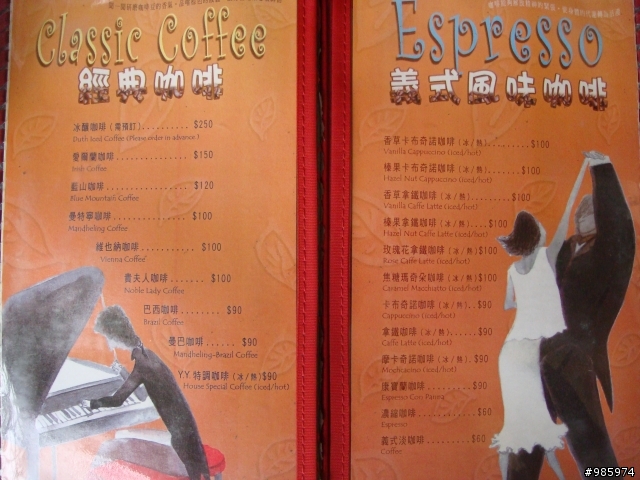 Classic Coffee
經典咖啡
冰釀咖啡 (需預訂)........... $250
Dutch Iced Coffee (Please order in advance)
愛爾蘭咖啡.................. $150
Irish Coffee
藍山咖啡.................... $120
Blue Mountain Coffee
曼特寧咖啡................ $100
Mandheling Coffee
維也納咖啡 ............ $100
Vienna Coffee
貴夫人咖啡 ....... $100
Noble Lady Coffee
巴西咖啡......... $90
Brazil Coffee
曼巴咖啡 ...... $90
Mandheling-Brazil Coffee
Y.Y.特調咖啡 (冰/熱) $90
House Special Coffee (iced/hot)
Espresso
義式風味咖啡
香草卡布奇諾咖啡 (冰/熱)..........$100
Vanilla Cappuccino (iced/hot)
榛果卡布奇諾咖啡 (冰/熱).......$100
Hazel Nut Cappuccino (iced/hot)
香草拿鐵咖啡 (冰/熱)........$100
Vanilla Caffe Latte (iced/hot)
榛果拿鐵咖啡 (冰/熱)....$100
Hazel Nut Caffe Latte (iced/hot)
玫瑰花拿鐵咖啡 (冰/熱)$100
Rose Caffe Latte (iced/hot)
焦糖瑪奇朵咖啡 (冰/熱)$100
Caramel Macchiatto (iced/hot)
卡布奇諾咖啡 (冰/熱)..$90
Cappuccino (iced/hot)
拿鐵咖啡 (冰/熱)......$90
Caffe Latte (iced/hot)
摩卡奇諾咖啡 (冰/熱).$90
Mochaccino (iced/hot)
康寶蘭咖啡..........$90
Espresso Con Panna
濃縮咖啡............$60
Espresso
義式淡咖啡 ..........$60
Coffee
#985974